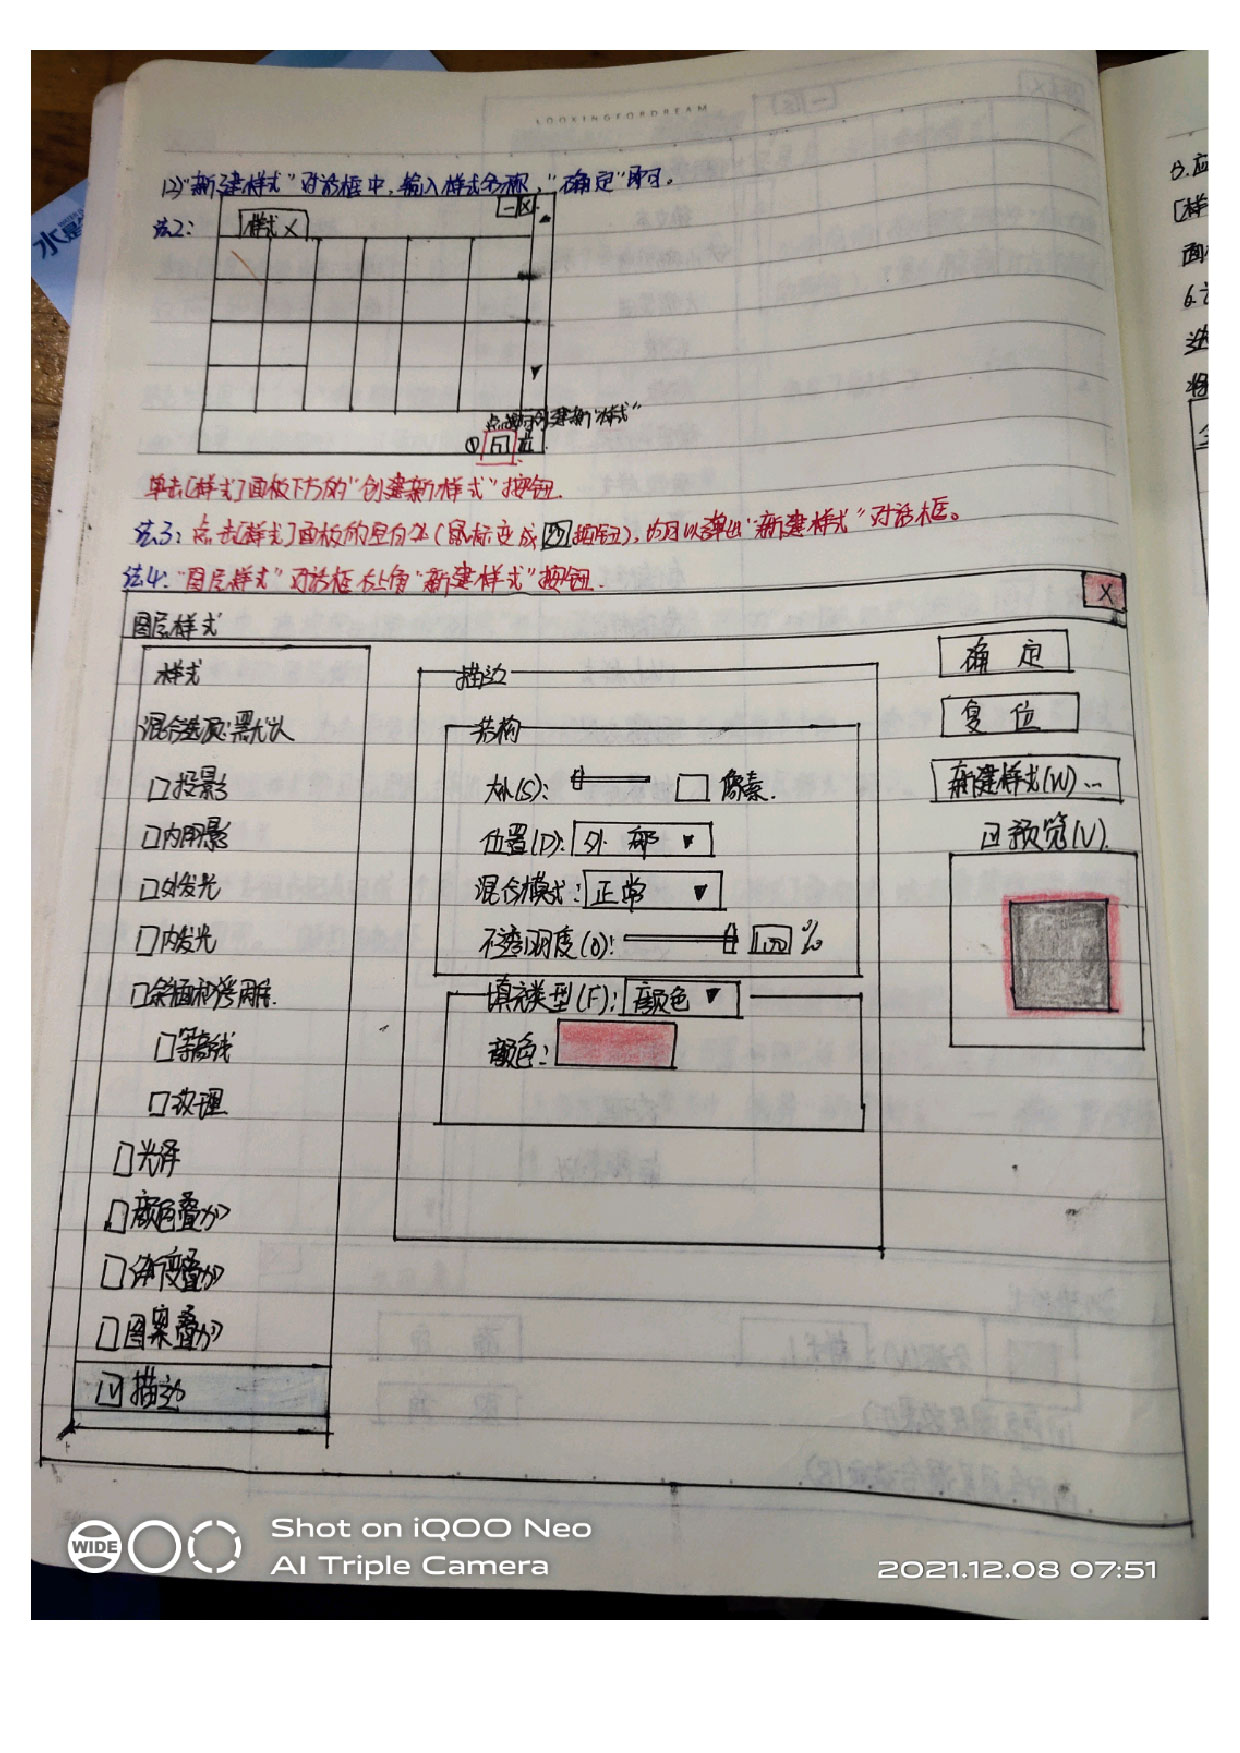 LOOKINGFORDREAM
(2)"新建样式"对话框中,输入样式名称,"确定"即可。
法2:
样式 X
- X
点击创建新"样式"
①
单击[样式]面板下方的"创建新样式"按钮.
法3:点击[样式]面板的空白处(鼠标变成 按钮),均可以弹出"新建样式"对话框。
法4:"图层样式"对话框右上角"新建样式"按钮.
X
图层样式
样式
混合选项:默认
投影
内阴影
外发光
内发光
斜面和浮雕
等高线
纹理
光泽
颜色叠加
渐变叠加
图案叠加
描边
描边
结构
大小(S): 像素.
位置(P): 外部
混合模式: 正常
不透明度(O): 100 %
填充类型(F): 颜色
颜色:
确定
复位
新建样式(W)...
预览(V)
水
3.应
[样
面
6.
边
将
WIDE
Shot on iQOO Neo
AI Triple Camera
2021.12.08 07:51